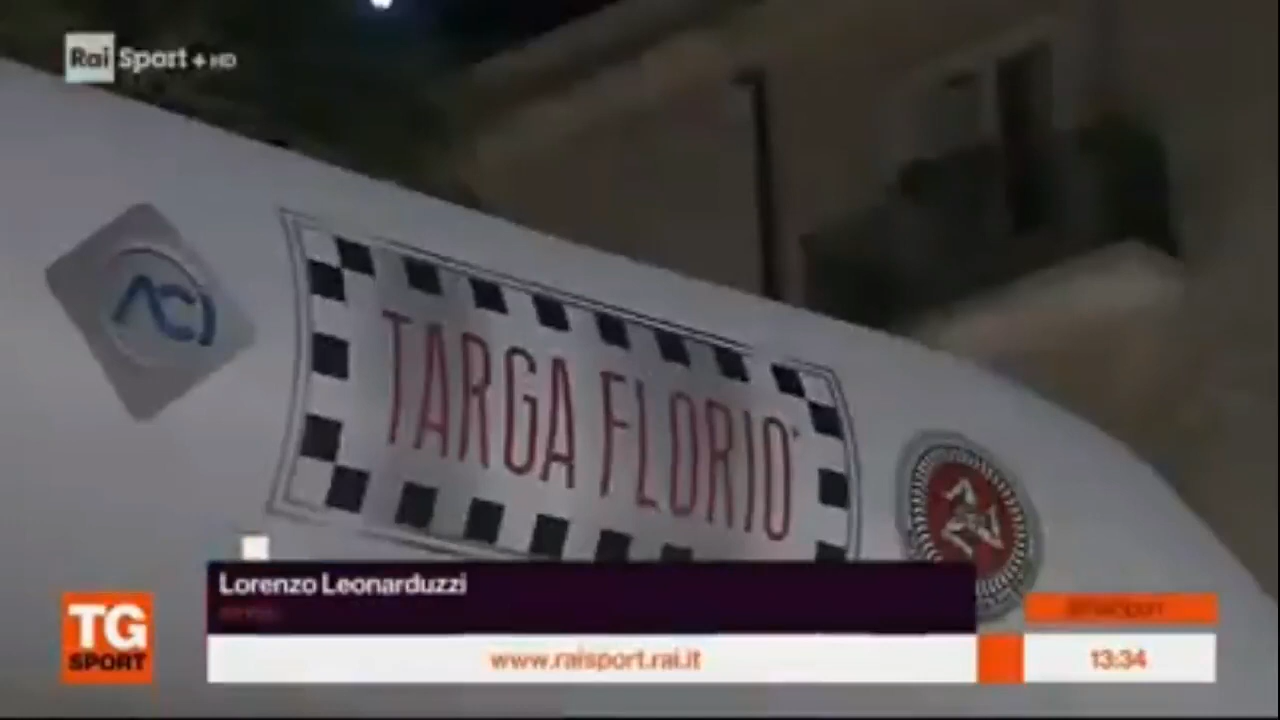 Rai Sport + HD
ACI
TARGA FLORIO
Lorenzo Leonarduzzi
www.raisport.rai.it
TG
SPORT
13:34